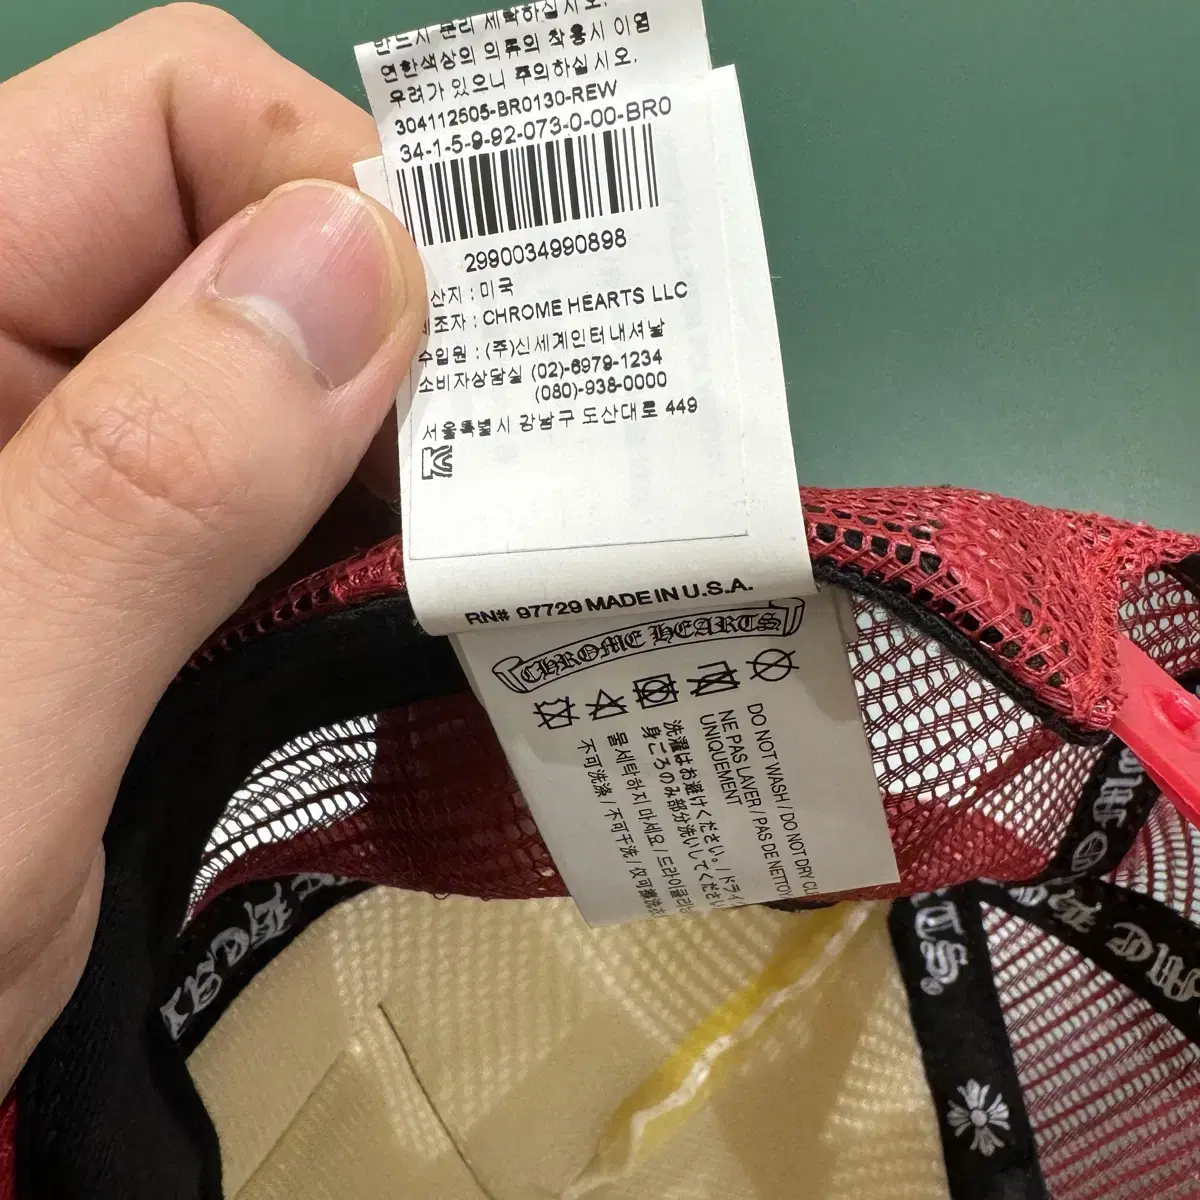 반드시 분리 세탁하십시오.
연한색상의 의류의 착용시 이염
우려가 있으니 주의하십시오.
304112505-BR0130-REW
34-1-5-9-92-073-0-00-BR0
2990034990898
산지 : 미국
제조자 : CHROME HEARTS LLC
수입원 : (주)신세계인터내셔날
소비자상담실 (02)-6979-1234
(080)-938-0000
서울특별시 강남구 도산대로 449
RN# 97729 MADE IN U.S.A.
CHROME HEARTS
DO NOT WASH / DO NOT DRY CL
NE PAS LAVER / PAS DE NETTOY
UNIQUEMENT
洗濯はお避けください。/ ドライ
身ごろのみ部分洗いしてください
물세탁하지 마세요 / 드라이클리닝
不可洗滌 / 不可干洗 / 仅可
HEARTS
RTS®